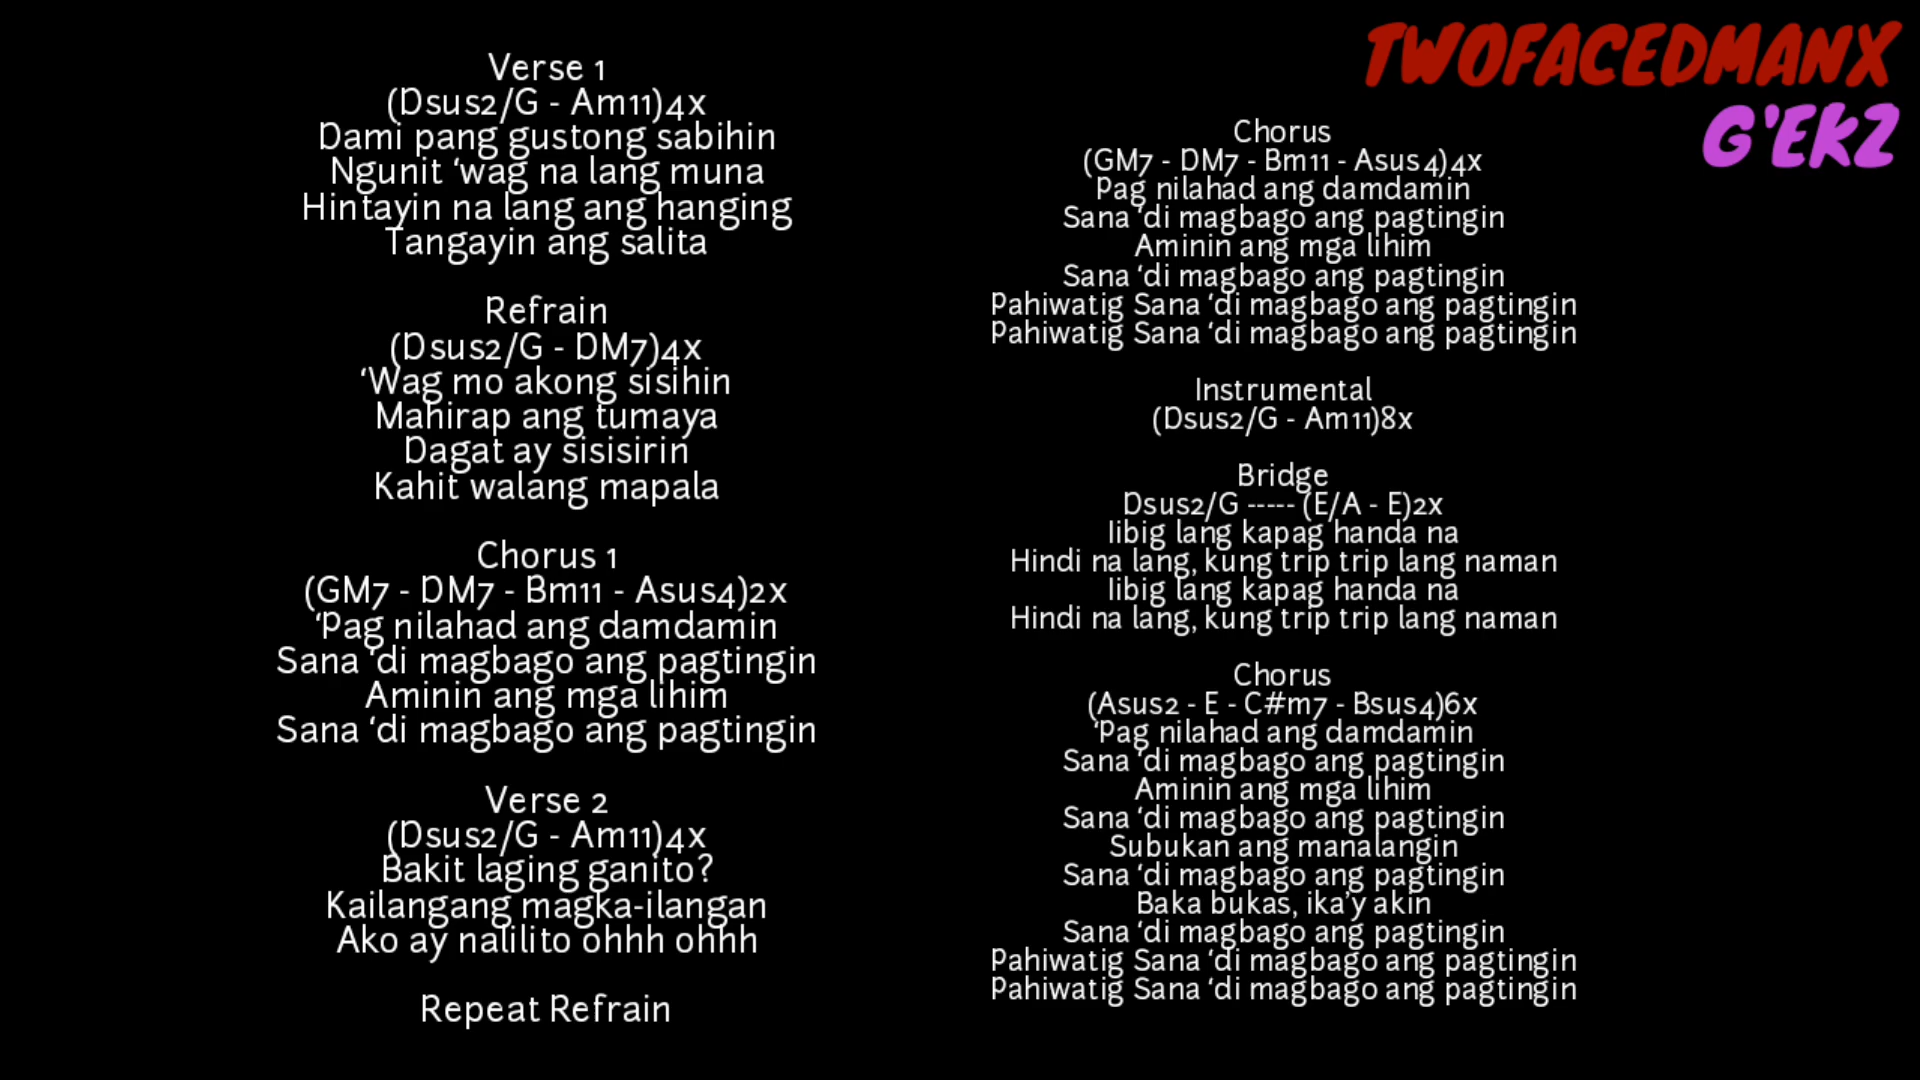 Verse 1
(Dsus2/G - Am11)4x
Dami pang gustong sabihin
Ngunit ‘wag na lang muna
Hintayin na lang ang hanging
Tangayin ang salita
Refrain
(Dsus2/G - DM7)4x
‘Wag mo akong sisihin
Mahirap ang tumaya
Dagat ay sisisirin
Kahit walang mapala
Chorus 1
(GM7 - DM7 - Bm11 - Asus4)2x
‘Pag nilahad ang damdamin
Sana ‘di magbago ang pagtingin
Aminin ang mga lihim
Sana ‘di magbago ang pagtingin
Verse 2
(Dsus2/G - Am11)4x
Bakit laging ganito?
Kailangang magka-ilangan
Ako ay nalilito ohhh ohhh
Repeat Refrain
TWOFACEDMANX
G'EKZ
Chorus
(GM7 - DM7 - Bm11 - Asus4)4x
Pag nilahad ang damdamin
Sana ‘di magbago ang pagtingin
Aminin ang mga lihim
Sana ‘di magbago ang pagtingin
Pahiwatig Sana ‘di magbago ang pagtingin
Pahiwatig Sana ‘di magbago ang pagtingin
Instrumental
(Dsus2/G - Am11)8x
Bridge
Dsus2/G ----- (E/A - E)2x
Iibig lang kapag handa na
Hindi na lang, kung trip trip lang naman
Iibig lang kapag handa na
Hindi na lang, kung trip trip lang naman
Chorus
(Asus2 - E - C#m7 - Bsus4)6x
‘Pag nilahad ang damdamin
Sana ‘di magbago ang pagtingin
Aminin ang mga lihim
Sana ‘di magbago ang pagtingin
Subukan ang manalangin
Sana ‘di magbago ang pagtingin
Baka bukas, ika’y akin
Sana ‘di magbago ang pagtingin
Pahiwatig Sana ‘di magbago ang pagtingin
Pahiwatig Sana ‘di magbago ang pagtingin